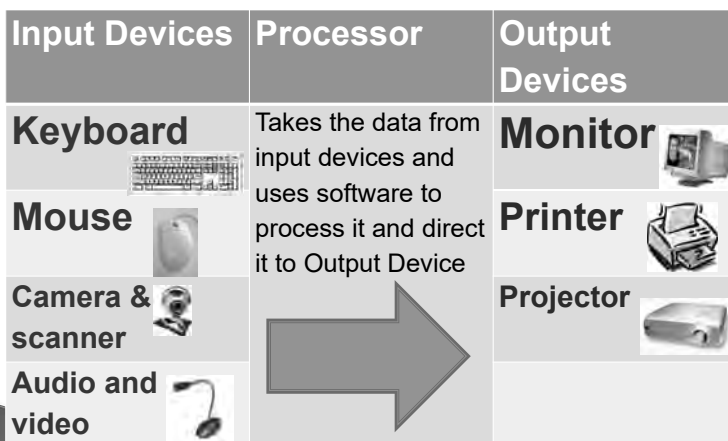 Input Devices
Processor
Output
Devices
Keyboard
Takes the data from
input devices and
uses software to
process it and direct
it to Output Device
Monitor
Mouse
Printer
Camera &
scanner
Projector
Audio and
video